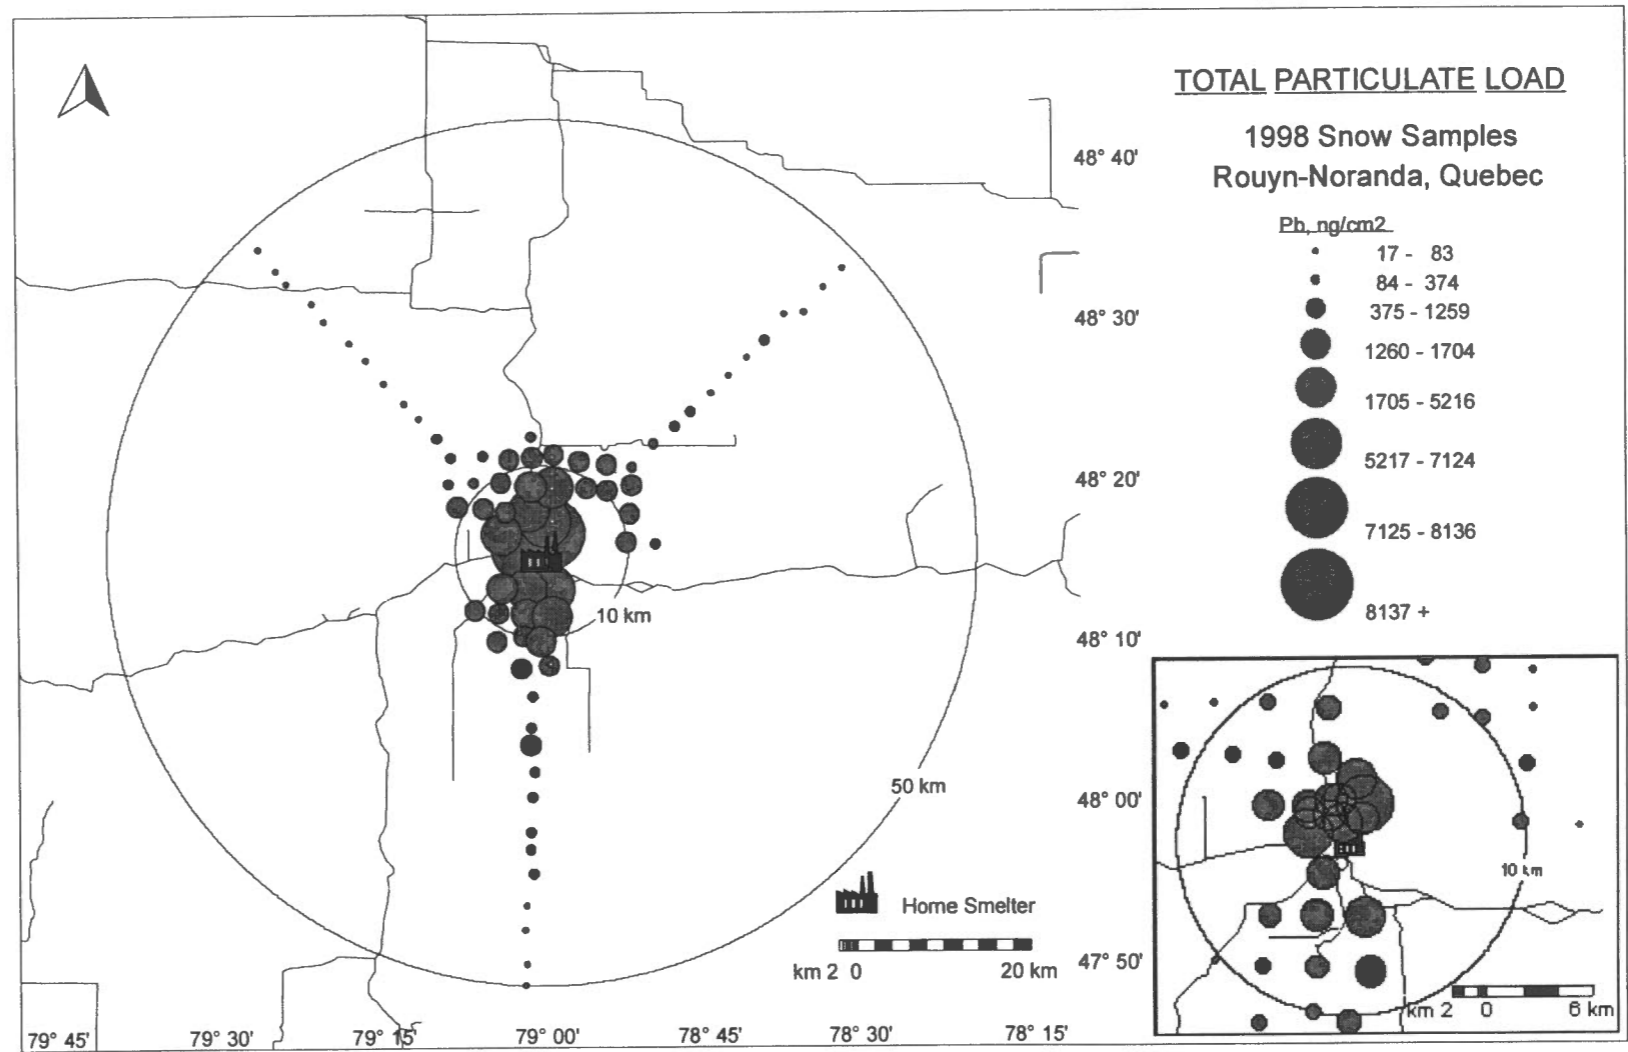 TOTAL PARTICULATE LOAD
1998 Snow Samples
Rouyn-Noranda, Quebec
Pb, ng/cm2
17 - 83
84 - 374
375 - 1259
1260 - 1704
1705 - 5216
5217 - 7124
7125 - 8136
8137 +
48° 40'
48° 30'
48° 20'
48° 10'
48° 00'
47° 50'
10 km
50 km
Home Smelter
km 2 0 20 km
79° 45' 79° 30' 79° 15' 79° 00' 78° 45' 78° 30' 78° 15'
10 km
km 2 0 6 km